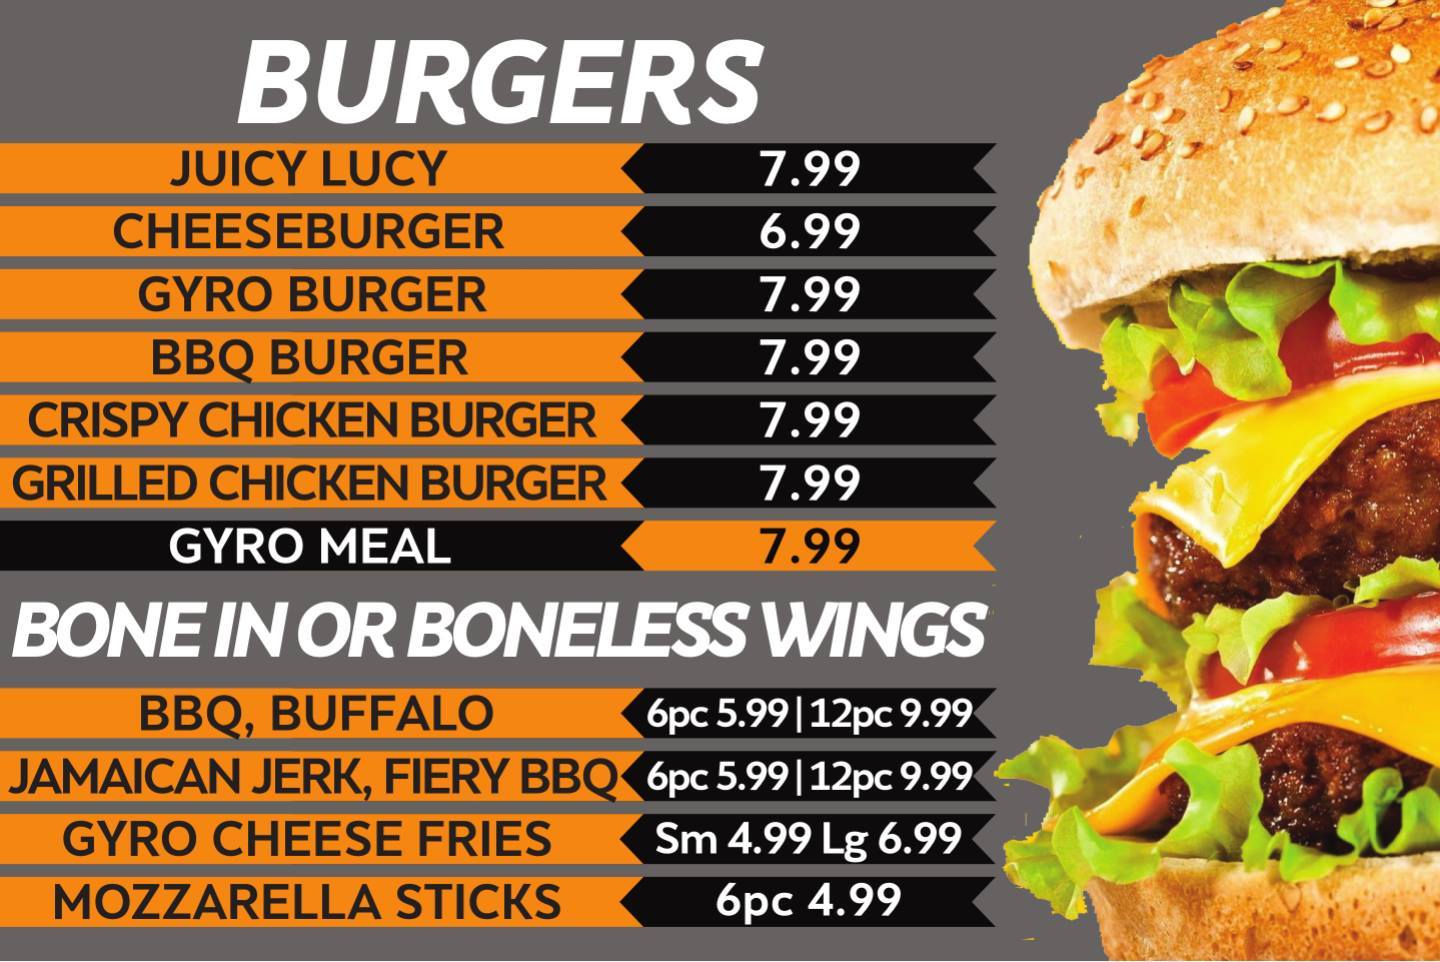 BURGERS
JUICY LUCY 7.99
CHEESEBURGER 6.99
GYRO BURGER 7.99
BBQ BURGER 7.99
CRISPY CHICKEN BURGER 7.99
GRILLED CHICKEN BURGER 7.99
GYRO MEAL 7.99
BONE IN OR BONELESS WINGS
BBQ, BUFFALO 6pc 5.99 | 12pc 9.99
JAMAICAN JERK, FIERY BBQ 6pc 5.99 | 12pc 9.99
GYRO CHEESE FRIES Sm 4.99 Lg 6.99
MOZZARELLA STICKS 6pc 4.99